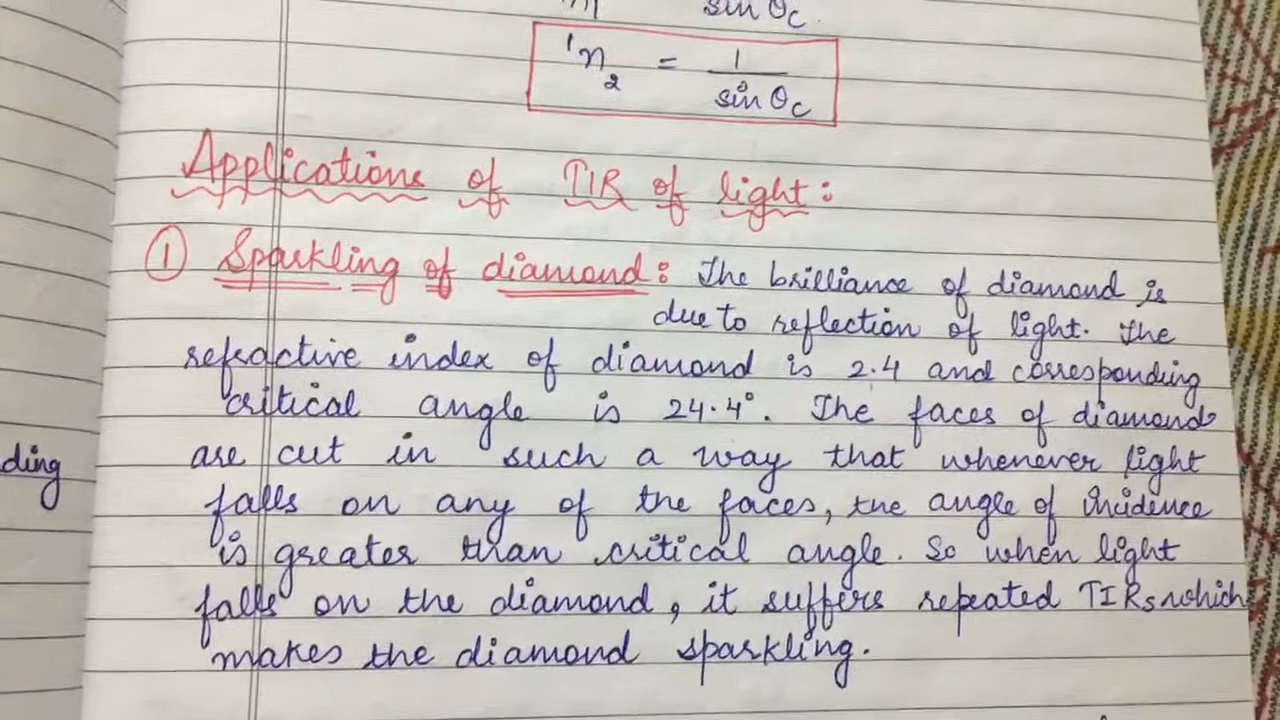 sin θc
¹n₂ = 1 / sin θc
Applications of TIR of light:
① Sparkling of diamond: The brilliance of diamond is
due to reflection of light. The
refractive index of diamond is 2.4 and corresponding
critical angle is 24.4°. The faces of diamond
are cut in such a way that whenever light
ding
falls on any of the faces, the angle of incidence
is greater than critical angle. So when light
falls on the diamond, it suffers repeated TIRs which
makes the diamond sparkling.